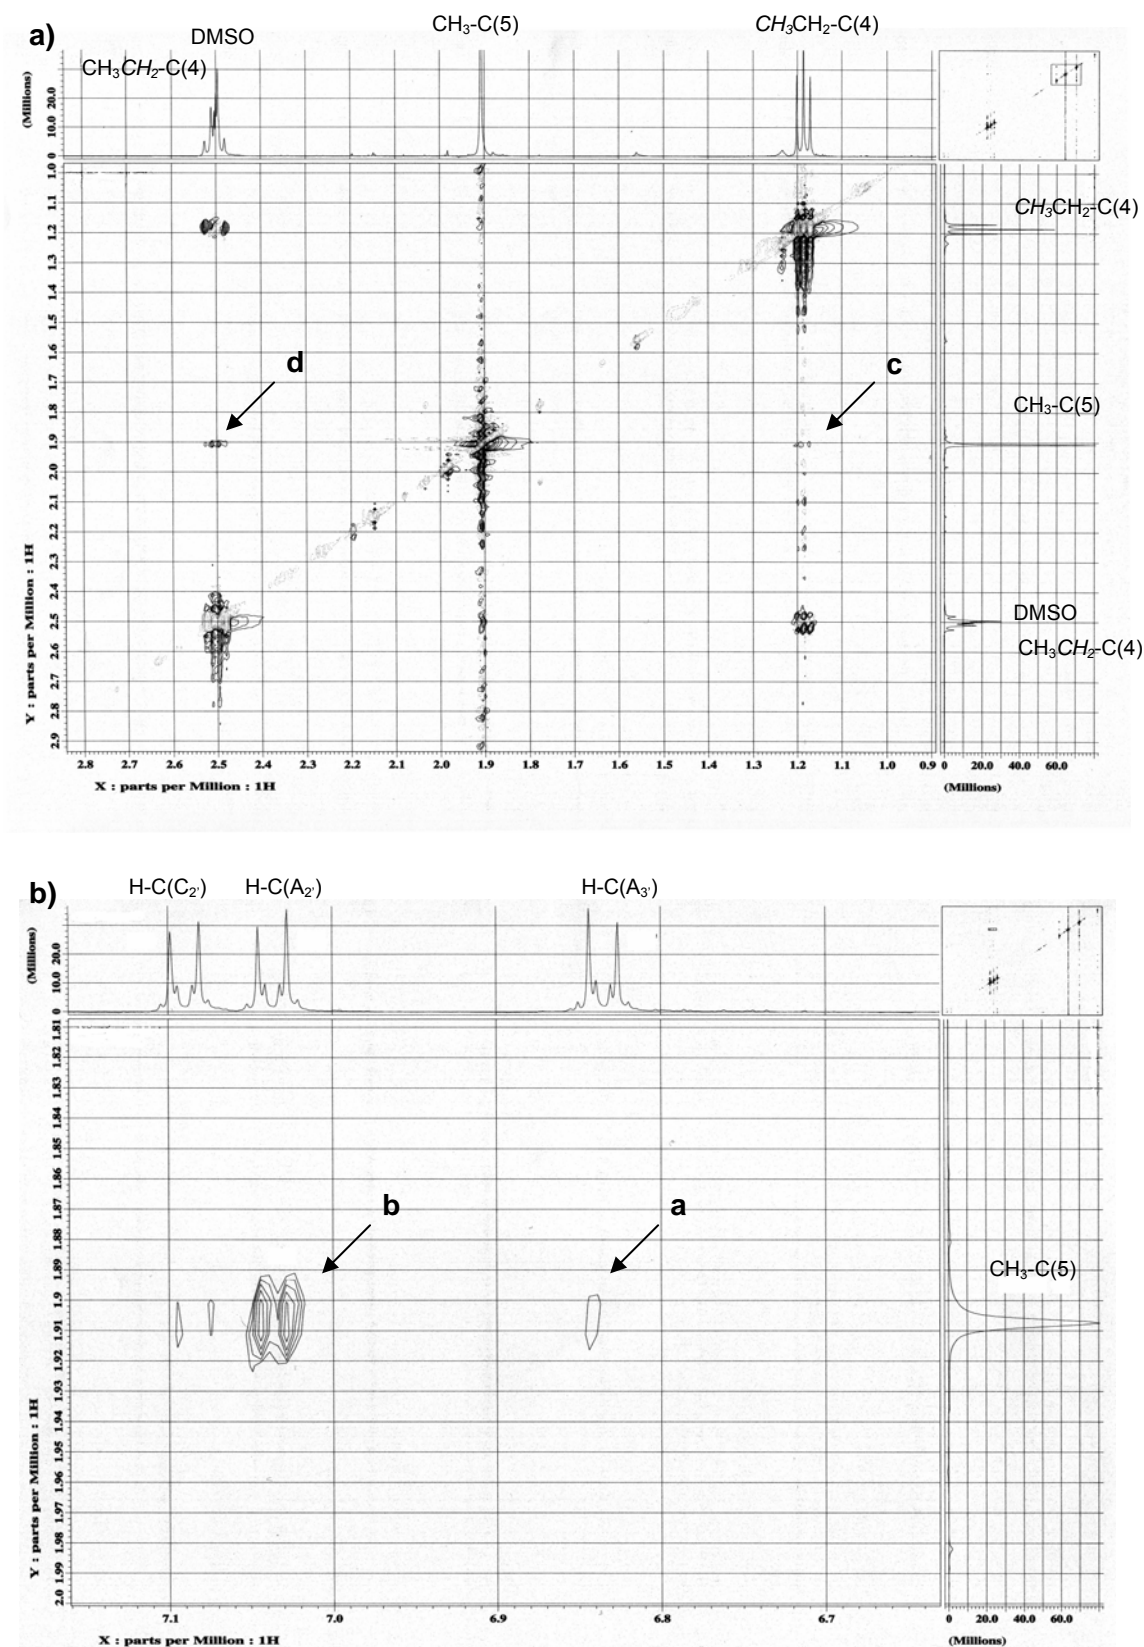 a)
DMSO
CH3CH2-C(4)
CH3-C(5)
CH3CH2-C(4)
(Millions)
20.0
10.0
0
1.0
1.1
1.2
1.3
1.4
1.5
1.6
1.7
1.8
1.9
2.0
2.1
2.2
2.3
2.4
2.5
2.6
2.7
2.8
2.9
Y : parts per Million : 1H
d
c
CH3CH2-C(4)
CH3-C(5)
DMSO
CH3CH2-C(4)
2.8 2.7 2.6 2.5 2.4 2.3 2.2 2.1 2.0 1.9 1.8 1.7 1.6 1.5 1.4 1.3 1.2 1.1 1.0 0.9
X : parts per Million : 1H
0 20.0 40.0 60.0
(Millions)
b)
H-C(C2')
H-C(A2')
H-C(A3')
(Millions)
20.0
10.0
0
1.81
1.82
1.83
1.84
1.85
1.86
1.87
1.88
1.89
1.9
1.91
1.92
1.93
1.94
1.95
1.96
1.97
1.98
1.99
2.0
Y : parts per Million : 1H
b
a
CH3-C(5)
7.1 7.0 6.9 6.8 6.7
X : parts per Million : 1H
0 20.0 40.0 60.0
(Millions)